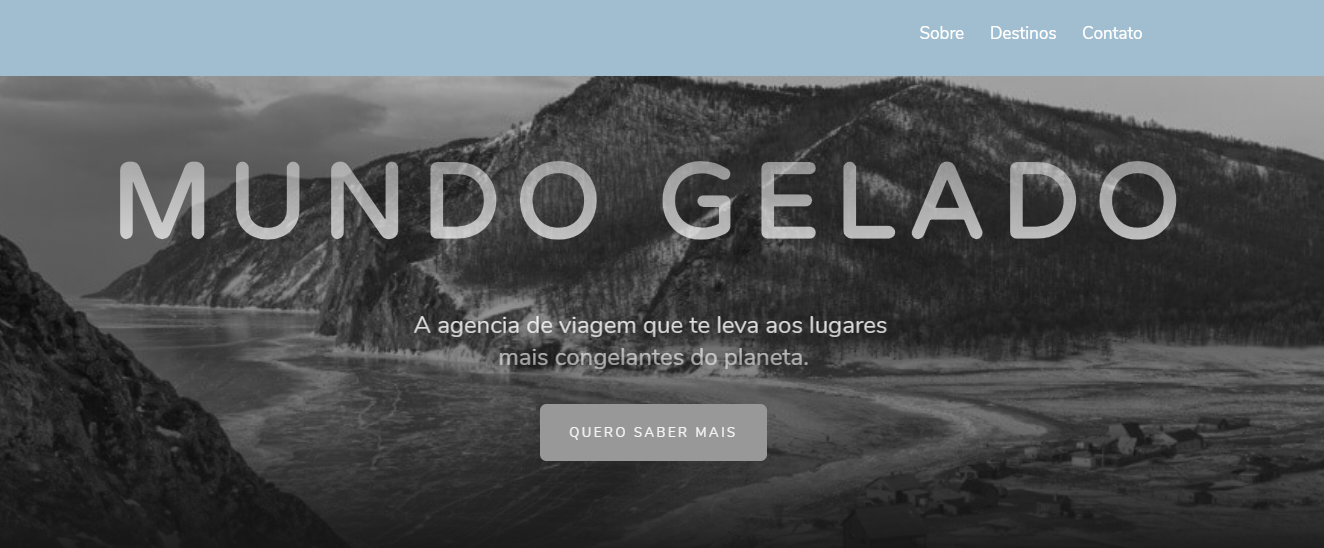 Sobre Destinos Contato
MUNDO GELADO
A agencia de viagem que te leva aos lugares
mais congelantes do planeta.
QUERO SABER MAIS